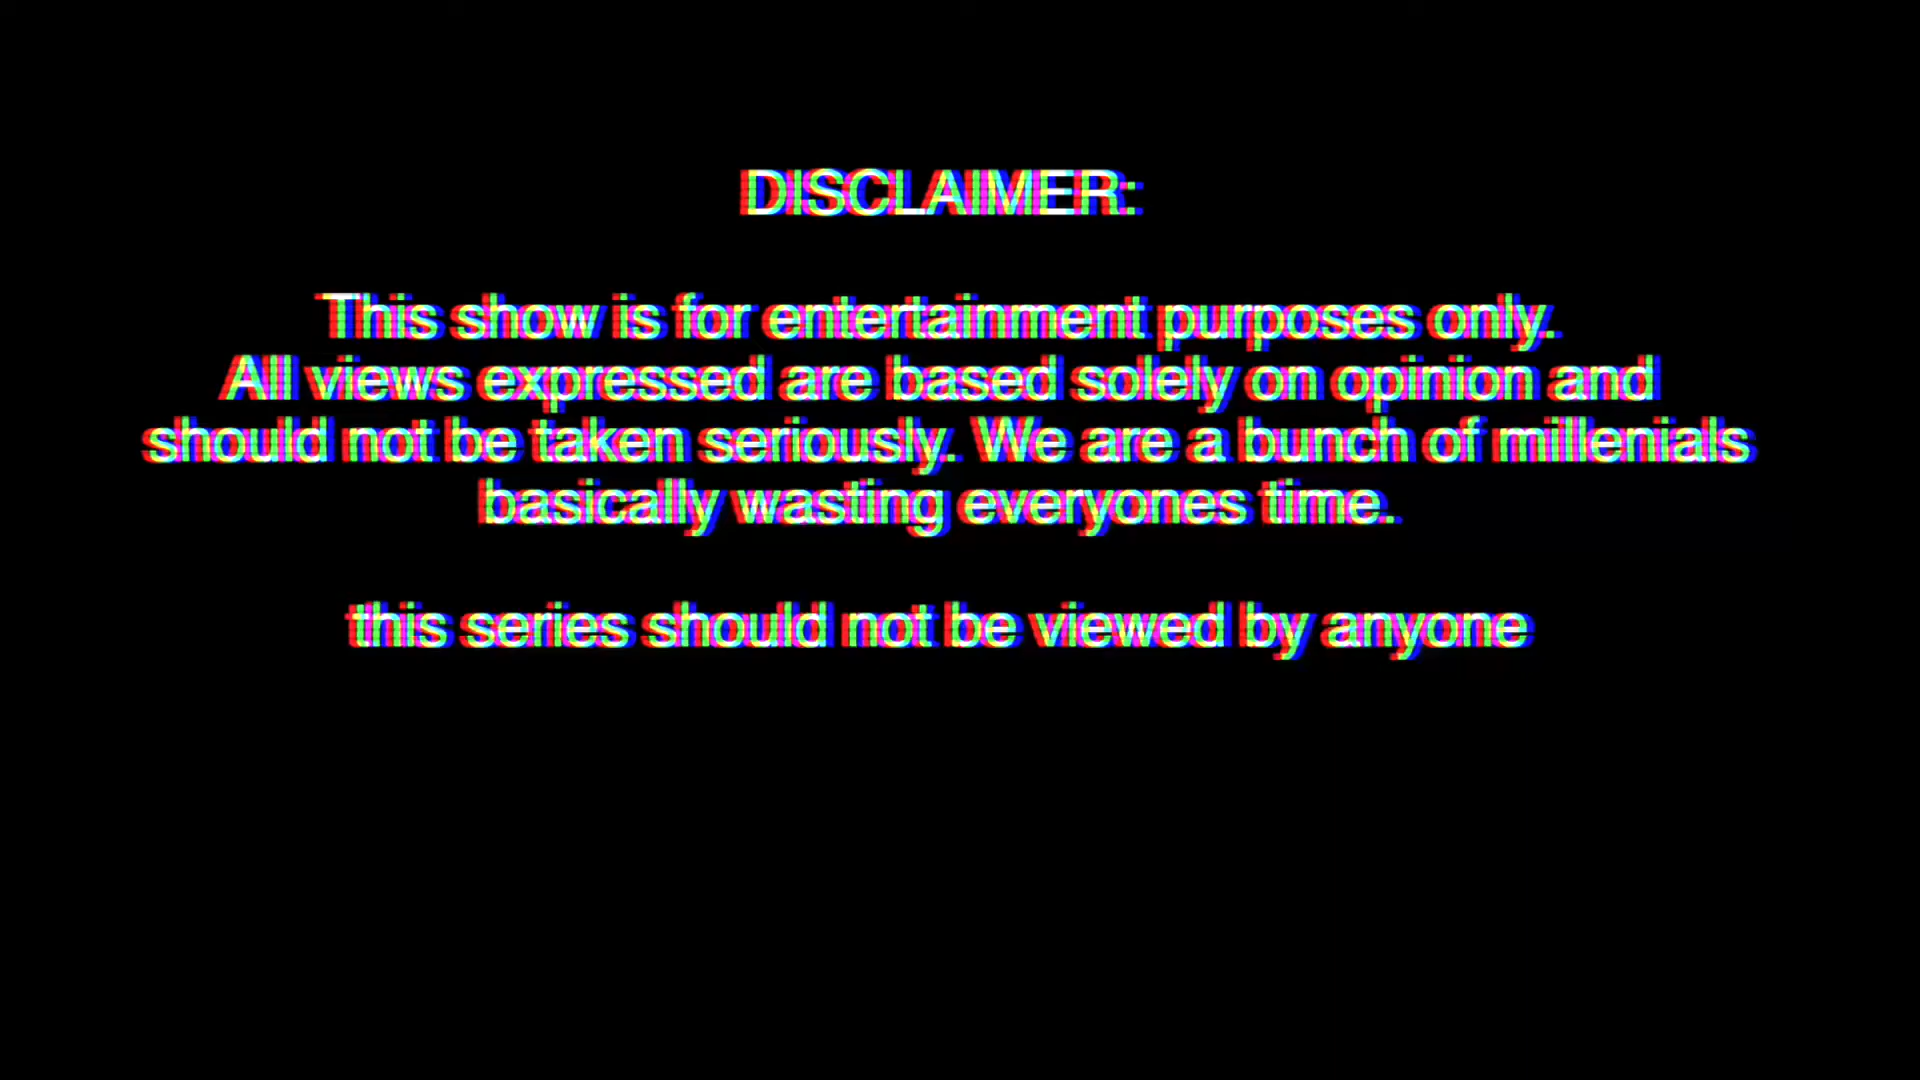 DISCLAIMER:
This show is for entertainment purposes only.
All views expressed are based solely on opinion and
should not be taken seriously. We are a bunch of millenials
basically wasting everyones time.
this series should not be viewed by anyone